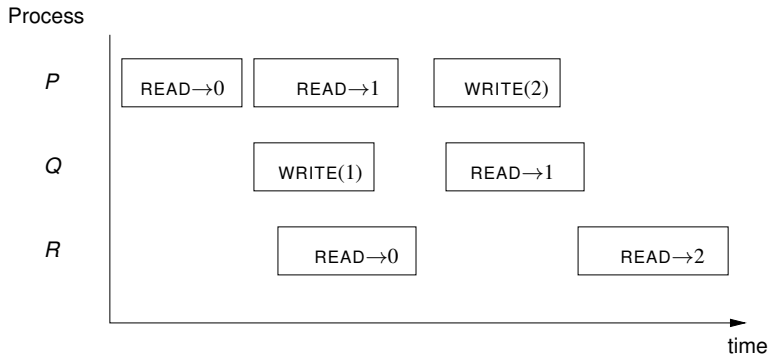 Process
P READ→0 READ→1 WRITE(2)
Q WRITE(1) READ→1
R READ→0 READ→2
time